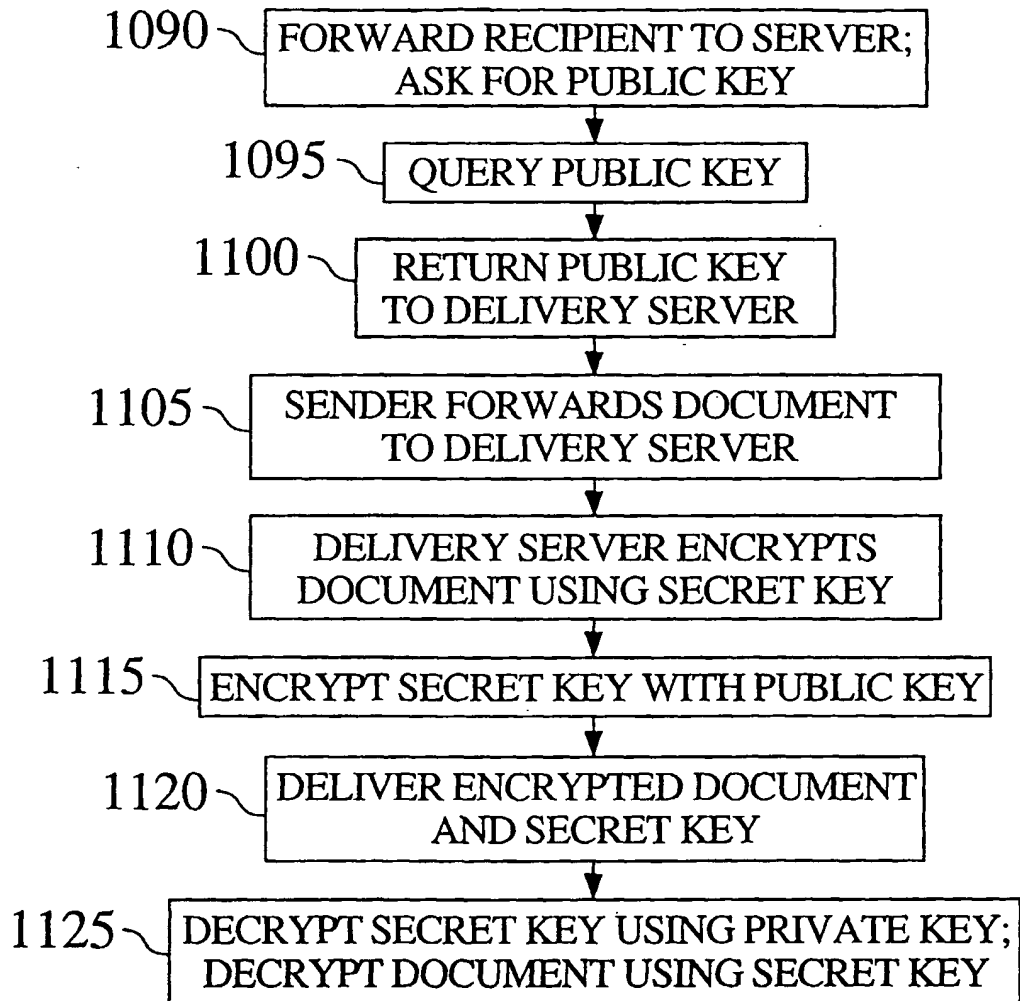 1090
FORWARD RECIPIENT TO SERVER;
ASK FOR PUBLIC KEY
1095
QUERY PUBLIC KEY
1100
RETURN PUBLIC KEY
TO DELIVERY SERVER
1105
SENDER FORWARDS DOCUMENT
TO DELIVERY SERVER
1110
DELIVERY SERVER ENCRYPTS
DOCUMENT USING SECRET KEY
1115
ENCRYPT SECRET KEY WITH PUBLIC KEY
1120
DELIVER ENCRYPTED DOCUMENT
AND SECRET KEY
1125
DECRYPT SECRET KEY USING PRIVATE KEY;
DECRYPT DOCUMENT USING SECRET KEY